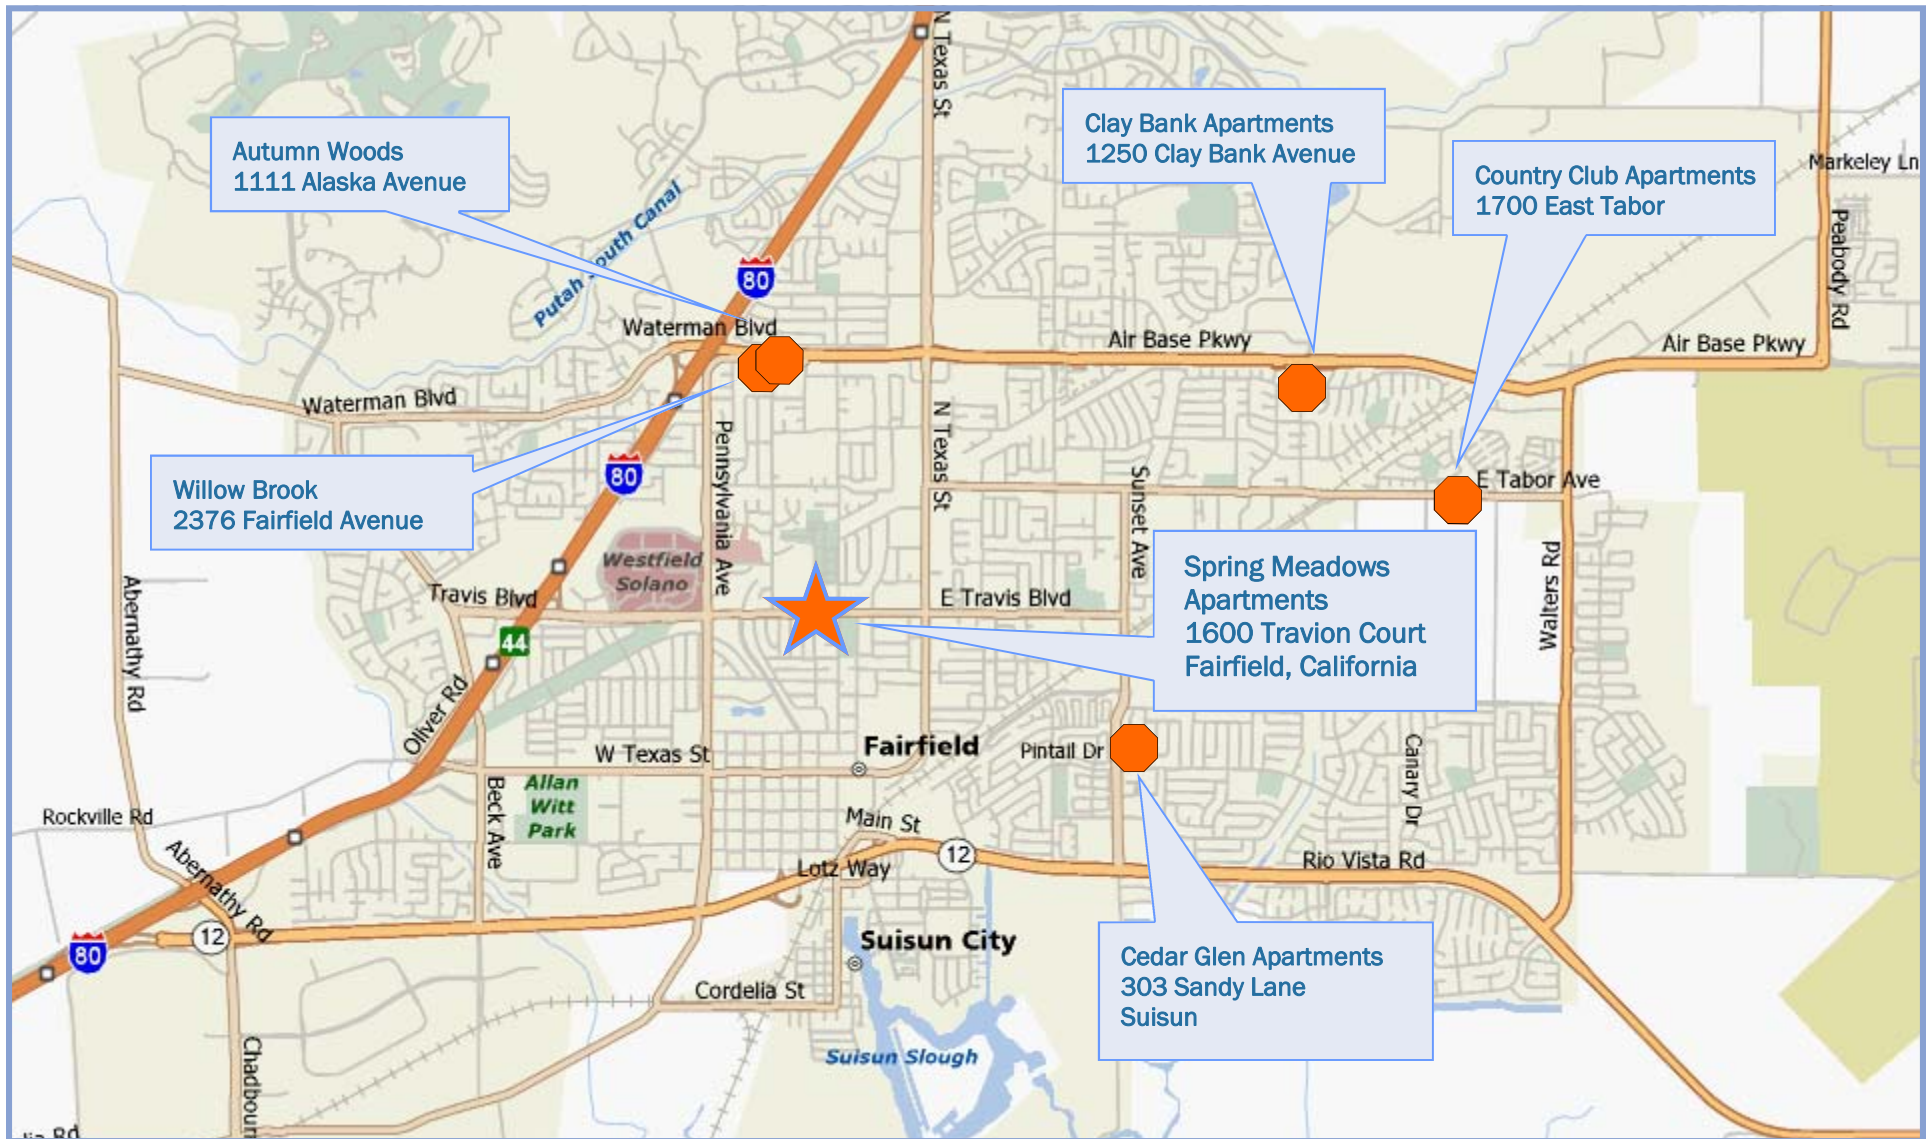 N Texas St
Clay Bank Apartments
1250 Clay Bank Avenue
Autumn Woods
1111 Alaska Avenue
Country Club Apartments
1700 East Tabor
Markeley Ln
Putah South Canal
Peabody Rd
80
Waterman Blvd
Air Base Pkwy
Air Base Pkwy
Waterman Blvd
N Texas St
Pennsylvania Ave
80
Sunset Ave
E Tabor Ave
Willow Brook
2376 Fairfield Avenue
Westfield
Solano
Spring Meadows
Apartments
1600 Travion Court
Fairfield, California
Walters Rd
Abernathy Rd
Travis Blvd
E Travis Blvd
44
Oliver Rd
W Texas St
Fairfield
Pintail Dr
Canary Dr
Allan
Witt
Park
Beck Ave
Rockville Rd
Main St
12
Lotz Way
Rio Vista Rd
Abernathy Rd
12
80
Suisun City
Cedar Glen Apartments
303 Sandy Lane
Suisun
Cordelia St
Suisun Slough
Chadbour
lia Rd